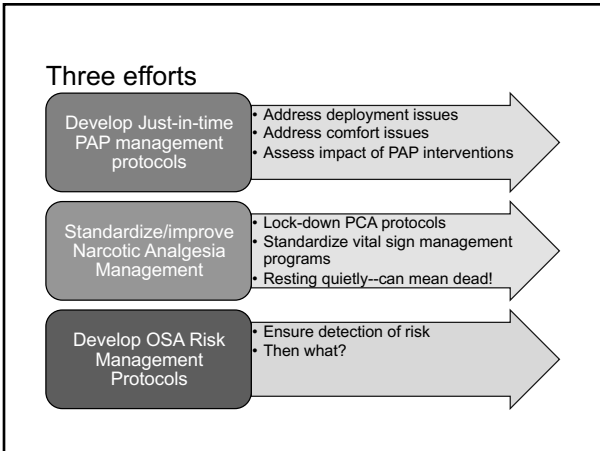 Three efforts
Develop Just-in-time
PAP management
protocols
• Address deployment issues
• Address comfort issues
• Assess impact of PAP interventions
Standardize/improve
Narcotic Analgesia
Management
• Lock-down PCA protocols
• Standardize vital sign management
programs
• Resting quietly--can mean dead!
Develop OSA Risk
Management
Protocols
• Ensure detection of risk
• Then what?